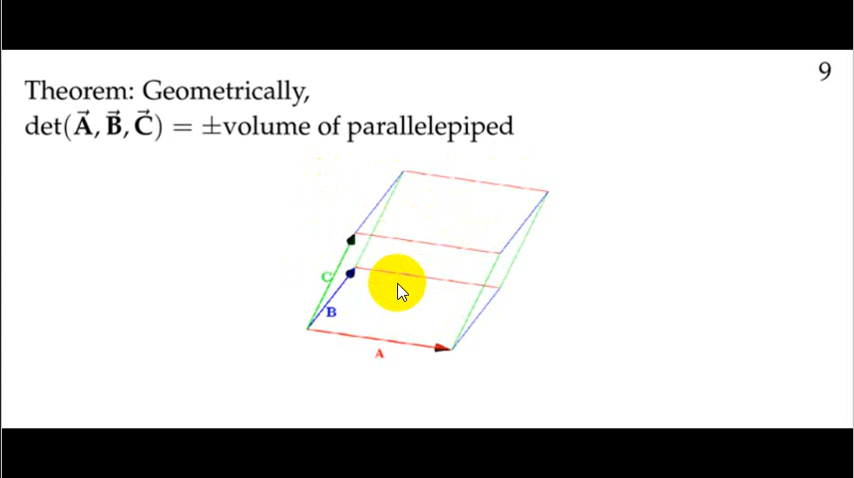 9
Theorem: Geometrically,
det(A⃗, B⃗, C⃗) = ±volume of parallelepiped
C
B
A